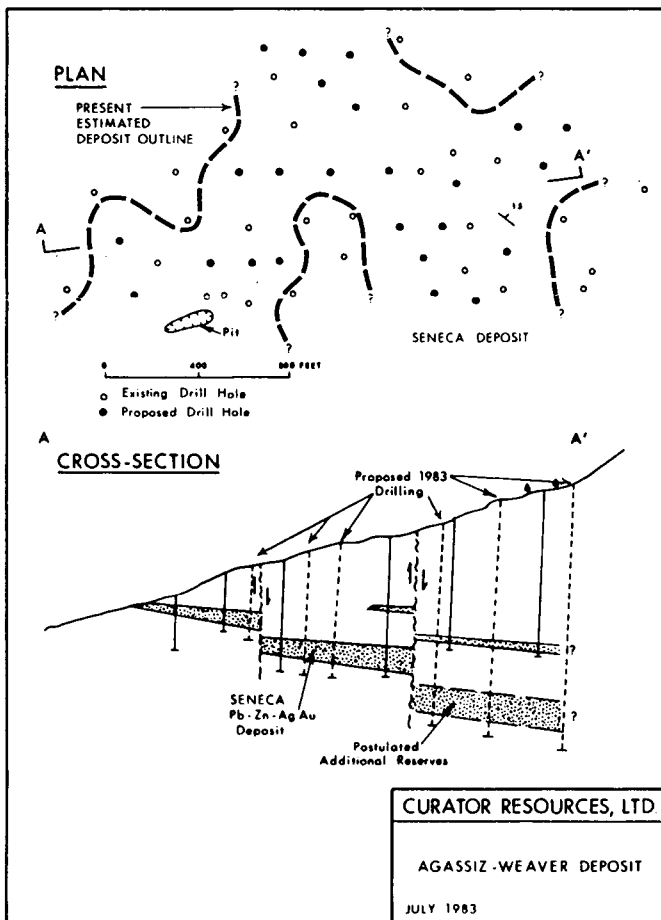 PLAN
PRESENT
ESTIMATED
DEPOSIT OUTLINE
?
?
?
?
A'
15
?
A
?
?
?
?
Pit
SENECA DEPOSIT
0 400 800 FEET
Existing Drill Hole
Proposed Drill Hole
A
A'
CROSS-SECTION
Proposed 1983
Drilling
?
SENECA
Pb-Zn-Ag Au
Deposit
?
Postulated
Additional Reserves
CURATOR RESOURCES, LTD.
AGASSIZ-WEAVER DEPOSIT
JULY 1983